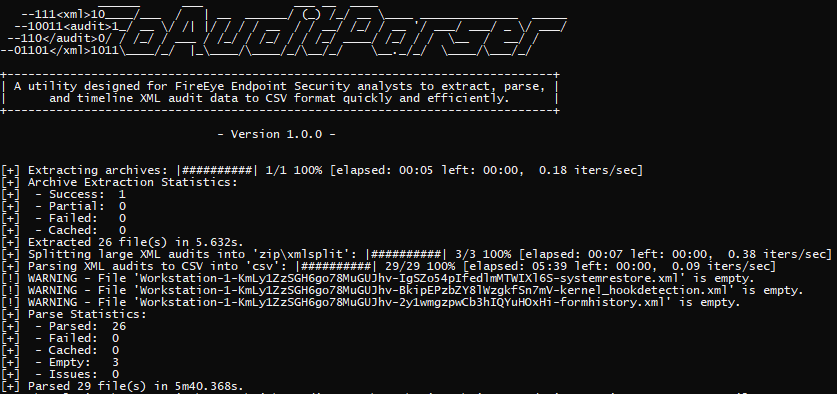 --111<xml>10
--10011<audit>1
--110</audit>0
--01101</xml>1011
A utility designed for FireEye Endpoint Security analysts to extract, parse,
and timeline XML audit data to CSV format quickly and efficiently.
- Version 1.0.0 -
[+] Extracting archives: |##########| 1/1 100% [elapsed: 00:05 left: 00:00,  0.18 iters/sec]
[+] Archive Extraction Statistics:
[+]  - Success:  1
[+]  - Partial:  0
[+]  - Failed:   0
[+]  - Cached:   0
[+] Extracted 26 file(s) in 5.632s.
[+] Splitting large XML audits into 'zip\xmlsplit': |##########| 3/3 100% [elapsed: 00:07 left: 00:00,  0.38 iters/sec]
[+] Parsing XML audits to CSV into 'csv': |##########| 29/29 100% [elapsed: 05:39 left: 00:00,  0.09 iters/sec]
[!] WARNING - File 'Workstation-1-KmLy1ZzSGH6go78MuGUJhv-IgSZo54pIfedlmMTWIXl6S-systemrestore.xml' is empty.
[!] WARNING - File 'Workstation-1-KmLy1ZzSGH6go78MuGUJhv-BkipEPzbZY8lWzgkfSn7mV-kernel_hookdetection.xml' is empty.
[!] WARNING - File 'Workstation-1-KmLy1ZzSGH6go78MuGUJhv-2y1wmgzpwCb3hIQYuHOxHi-formhistory.xml' is empty.
[+] Parse Statistics:
[+]  - Parsed:  26
[+]  - Failed:  0
[+]  - Cached:  0
[+]  - Empty:   3
[+]  - Issues:  0
[+] Parsed 29 file(s) in 5m40.368s.